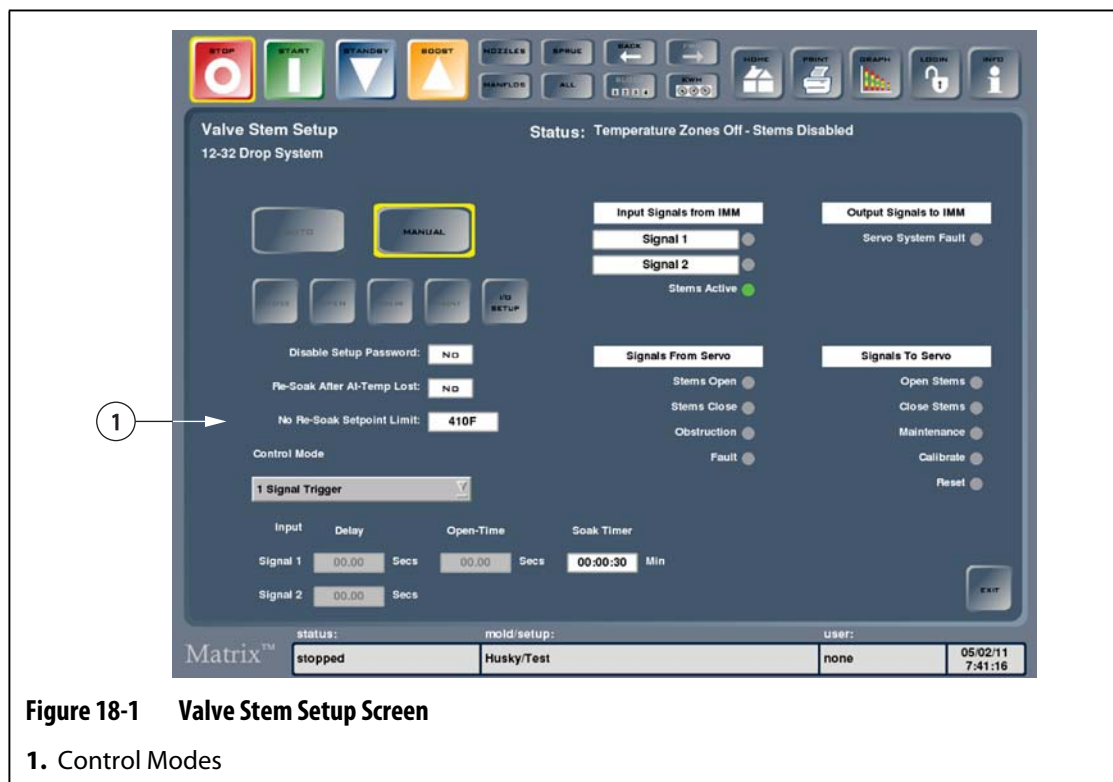 STOP START STANDBY BOOST NOZZLES SPRUE BACK HOME PRINT GRAPH LOGIN INFO
MANFLDS ALL 1 2 3 4 KWH
Valve Stem Setup Status: Temperature Zones Off - Stems Disabled
12-32 Drop System
AUTO MANUAL
I/O SETUP
Input Signals from IMM Output Signals to IMM
Signal 1 Servo System Fault
Signal 2
Stems Active
Disable Setup Password: NO
Re-Soak After At-Temp Lost: NO
1 No Re-Soak Setpoint Limit: 410F
Signals From Servo Signals To Servo
Stems Open Open Stems
Stems Close Close Stems
Obstruction Maintenance
Fault Calibrate
Reset
Control Mode
1 Signal Trigger
Input Delay Open-Time Soak Timer
Signal 1 00.00 Secs 00.00 Secs 00:00:30 Min
Signal 2 00.00 Secs
EXIT
Matrix™ status: mold/setup: user:
stopped Husky/Test none 05/02/11
7:41:16
Figure 18-1 Valve Stem Setup Screen
1. Control Modes